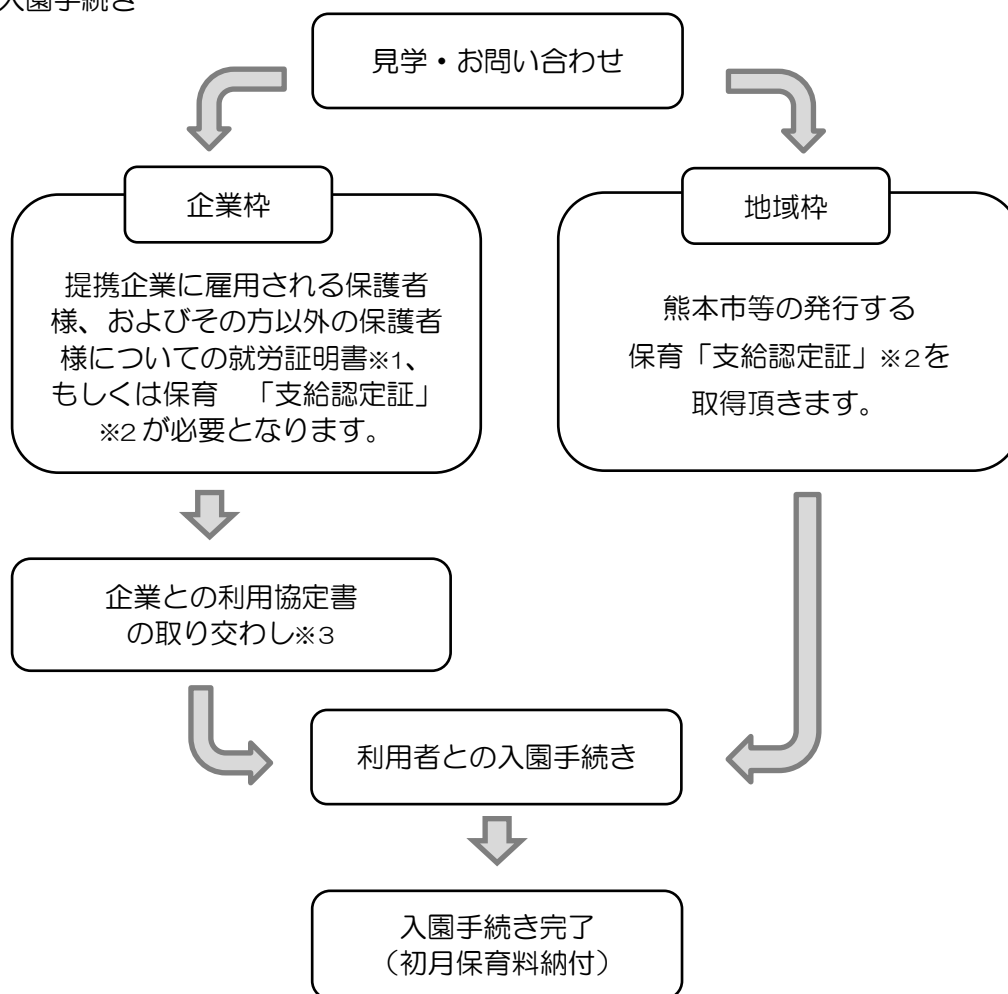 入園手続き
見学・お問い合わせ
企業枠
提携企業に雇用される保護者
様、およびその方以外の保護者
様についての就労証明書※1、
もしくは保育　「支給認定証」
※2 が必要となります。
地域枠
熊本市等の発行する
保育「支給認定証」※2を
取得頂きます。
企業との利用協定書
の取り交わし※3
利用者との入園手続き
入園手続き完了
（初月保育料納付）